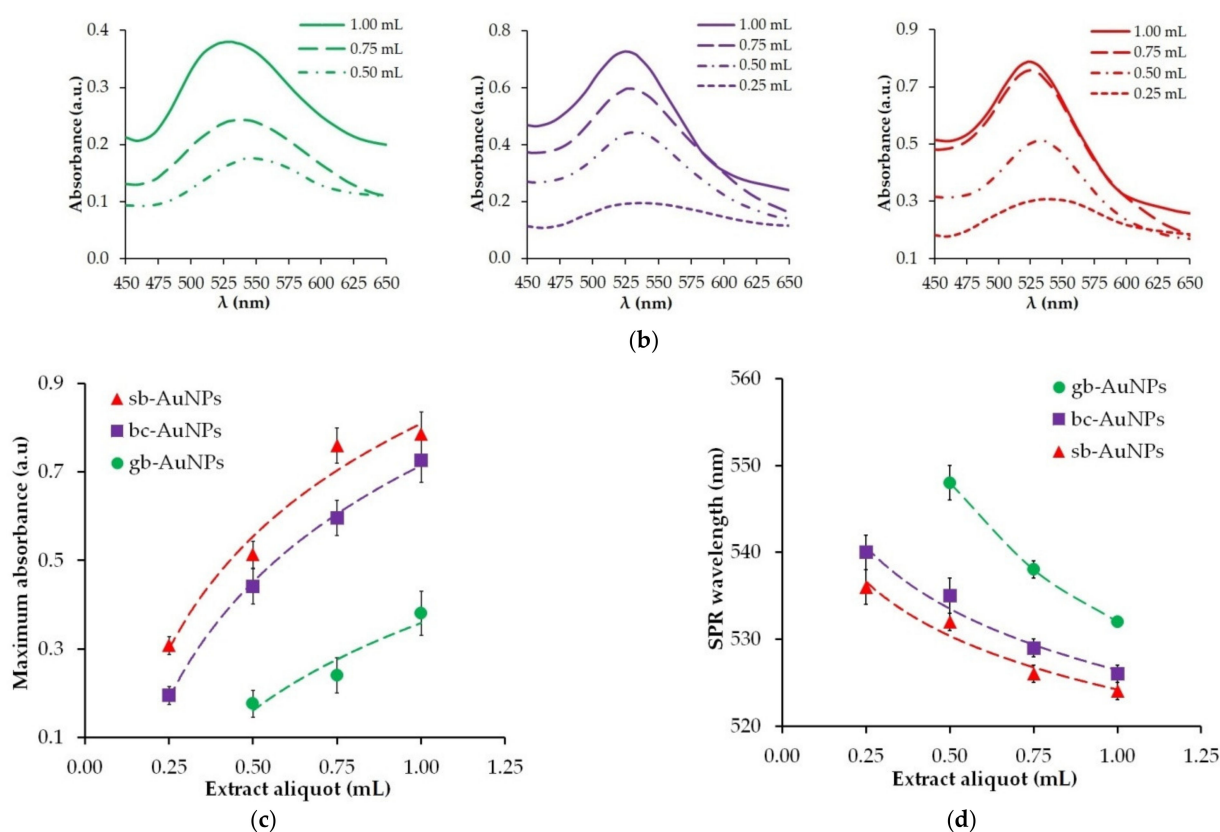 0.4
0.3
0.2
0.1
0.0
Absorbance (a.u.)
450 475 500 525 550 575 600 625 650
λ (nm)
1.00 mL
0.75 mL
0.50 mL
0.8
0.6
0.4
0.2
0.0
Absorbance (a.u.)
450 475 500 525 550 575 600 625 650
λ (nm)
1.00 mL
0.75 mL
0.50 mL
0.25 mL
0.9
0.7
0.5
0.3
0.1
Absorbance (a.u.)
450 475 500 525 550 575 600 625 650
λ (nm)
1.00 mL
0.75 mL
0.50 mL
0.25 mL
(b)
0.9
0.7
0.5
0.3
0.1
Maximum absorbance (a.u)
sb-AuNPs
bc-AuNPs
gb-AuNPs
0.00 0.25 0.50 0.75 1.00 1.25
Extract aliquot (mL)
(c)
560
550
540
530
520
SPR wavelength (nm)
gb-AuNPs
bc-AuNPs
sb-AuNPs
0.00 0.25 0.50 0.75 1.00 1.25
Extract aliquot (mL)
(d)